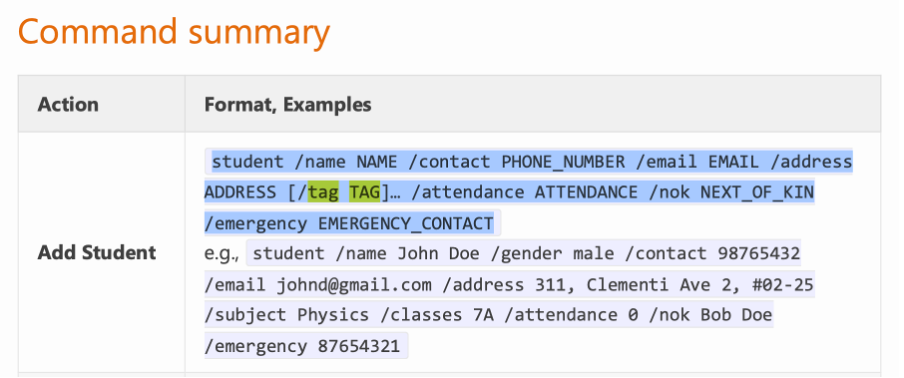 Command summary
Action
Format, Examples
Add Student
student /name NAME /contact PHONE_NUMBER /email EMAIL /address
ADDRESS [/tag TAG]… /attendance ATTENDANCE /nok NEXT_OF_KIN
/emergency EMERGENCY_CONTACT
e.g., student /name John Doe /gender male /contact 98765432
/email johnd@gmail.com /address 311, Clementi Ave 2, #02-25
/subject Physics /classes 7A /attendance 0 /nok Bob Doe
/emergency 87654321